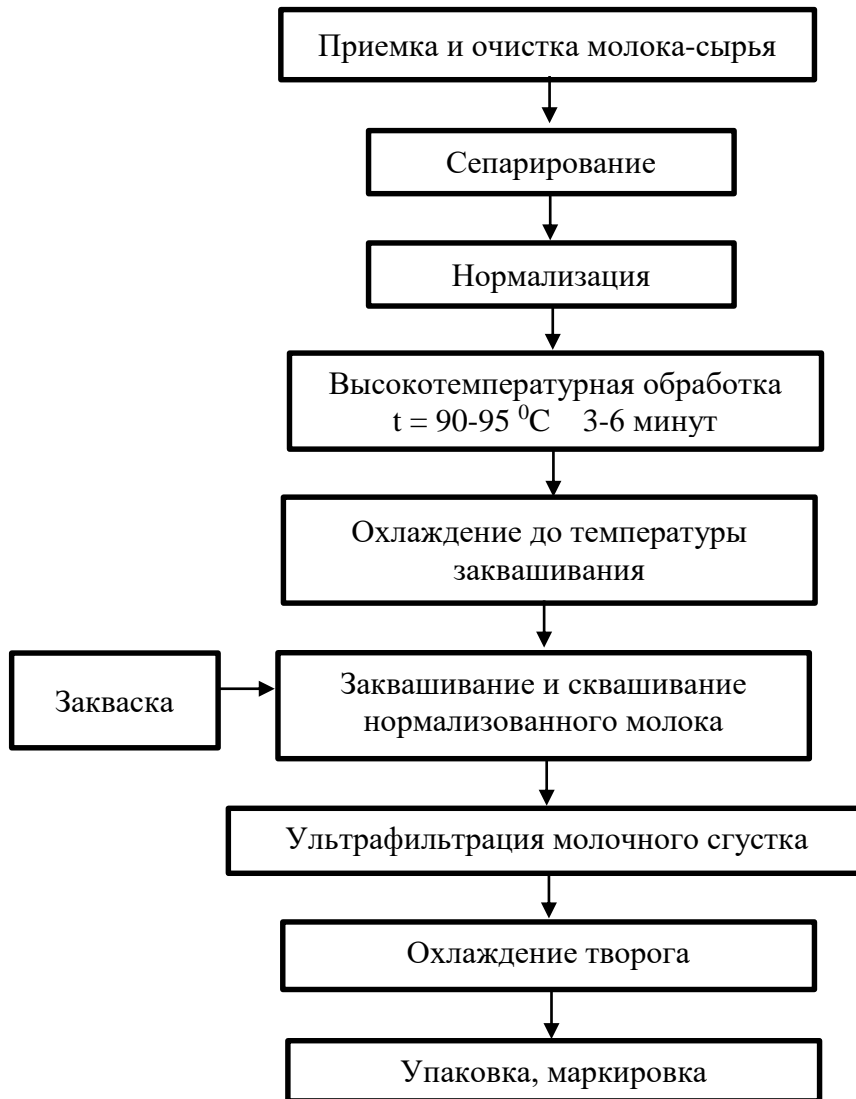 Приемка и очистка молока-сырья
Сепарирование
Нормализация
Высокотемпературная обработка
t = 90-95 ⁰C 3-6 минут
Охлаждение до температуры
заквашивания
Закваска
Заквашивание и сквашивание
нормализованного молока
Ультрафильтрация молочного сгустка
Охлаждение творога
Упаковка, маркировка